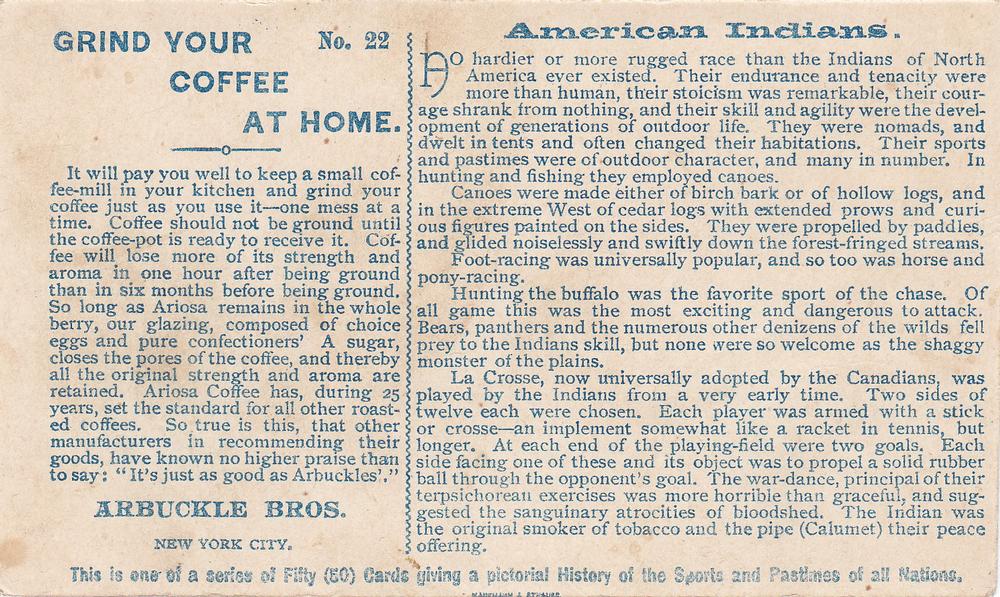 GRIND YOUR
COFFEE
AT HOME.
No. 22
It will pay you well to keep a small cof-
fee-mill in your kitchen and grind your
coffee just as you use it—one mess at a
time. Coffee should not be ground until
the coffee-pot is ready to receive it. Cof-
fee will lose more of its strength and
aroma in one hour after being ground
than in six months before being ground.
So long as Ariosa remains in the whole
berry, our glazing, composed of choice
eggs and pure confectioners' A sugar,
closes the pores of the coffee, and thereby
all the original strength and aroma are
retained. Ariosa Coffee has, during 25
years, set the standard for all other roast-
ed coffees. So true is this, that other
manufacturers in recommending their
goods, have known no higher praise than
to say: "It's just as good as Arbuckles'."
ARBUCKLE BROS.
NEW YORK CITY.
American Indians.
NO hardier or more rugged race than the Indians of North
America ever existed. Their endurance and tenacity were
more than human, their stoicism was remarkable, their cour-
age shrank from nothing, and their skill and agility were the devel-
opment of generations of outdoor life. They were nomads, and
dwelt in tents and often changed their habitations. Their sports
and pastimes were of outdoor character, and many in number. In
hunting and fishing they employed canoes.
Canoes were made either of birch bark or of hollow logs, and
in the extreme West of cedar logs with extended prows and curi-
ous figures painted on the sides. They were propelled by paddles,
and glided noiselessly and swiftly down the forest-fringed streams.
Foot-racing was universally popular, and so too was horse and
pony-racing.
Hunting the buffalo was the favorite sport of the chase. Of
all game this was the most exciting and dangerous to attack.
Bears, panthers and the numerous other denizens of the wilds fell
prey to the Indians skill, but none were so welcome as the shaggy
monster of the plains.
La Crosse, now universally adopted by the Canadians, was
played by the Indians from a very early time. Two sides of
twelve each were chosen. Each player was armed with a stick
or crosse—an implement somewhat like a racket in tennis, but
longer. At each end of the playing-field were two goals. Each
side facing one of these and its object was to propel a solid rubber
ball through the opponent's goal. The war-dance, principal of their
terpsichorean exercises was more horrible than graceful, and sug-
gested the sanguinary atrocities of bloodshed. The Indian was
the original smoker of tobacco and the pipe (Calumet) their peace
offering.
This is one of a series of Fifty (50) Cards giving a pictorial History of the Sports and Pastimes of all Nations.